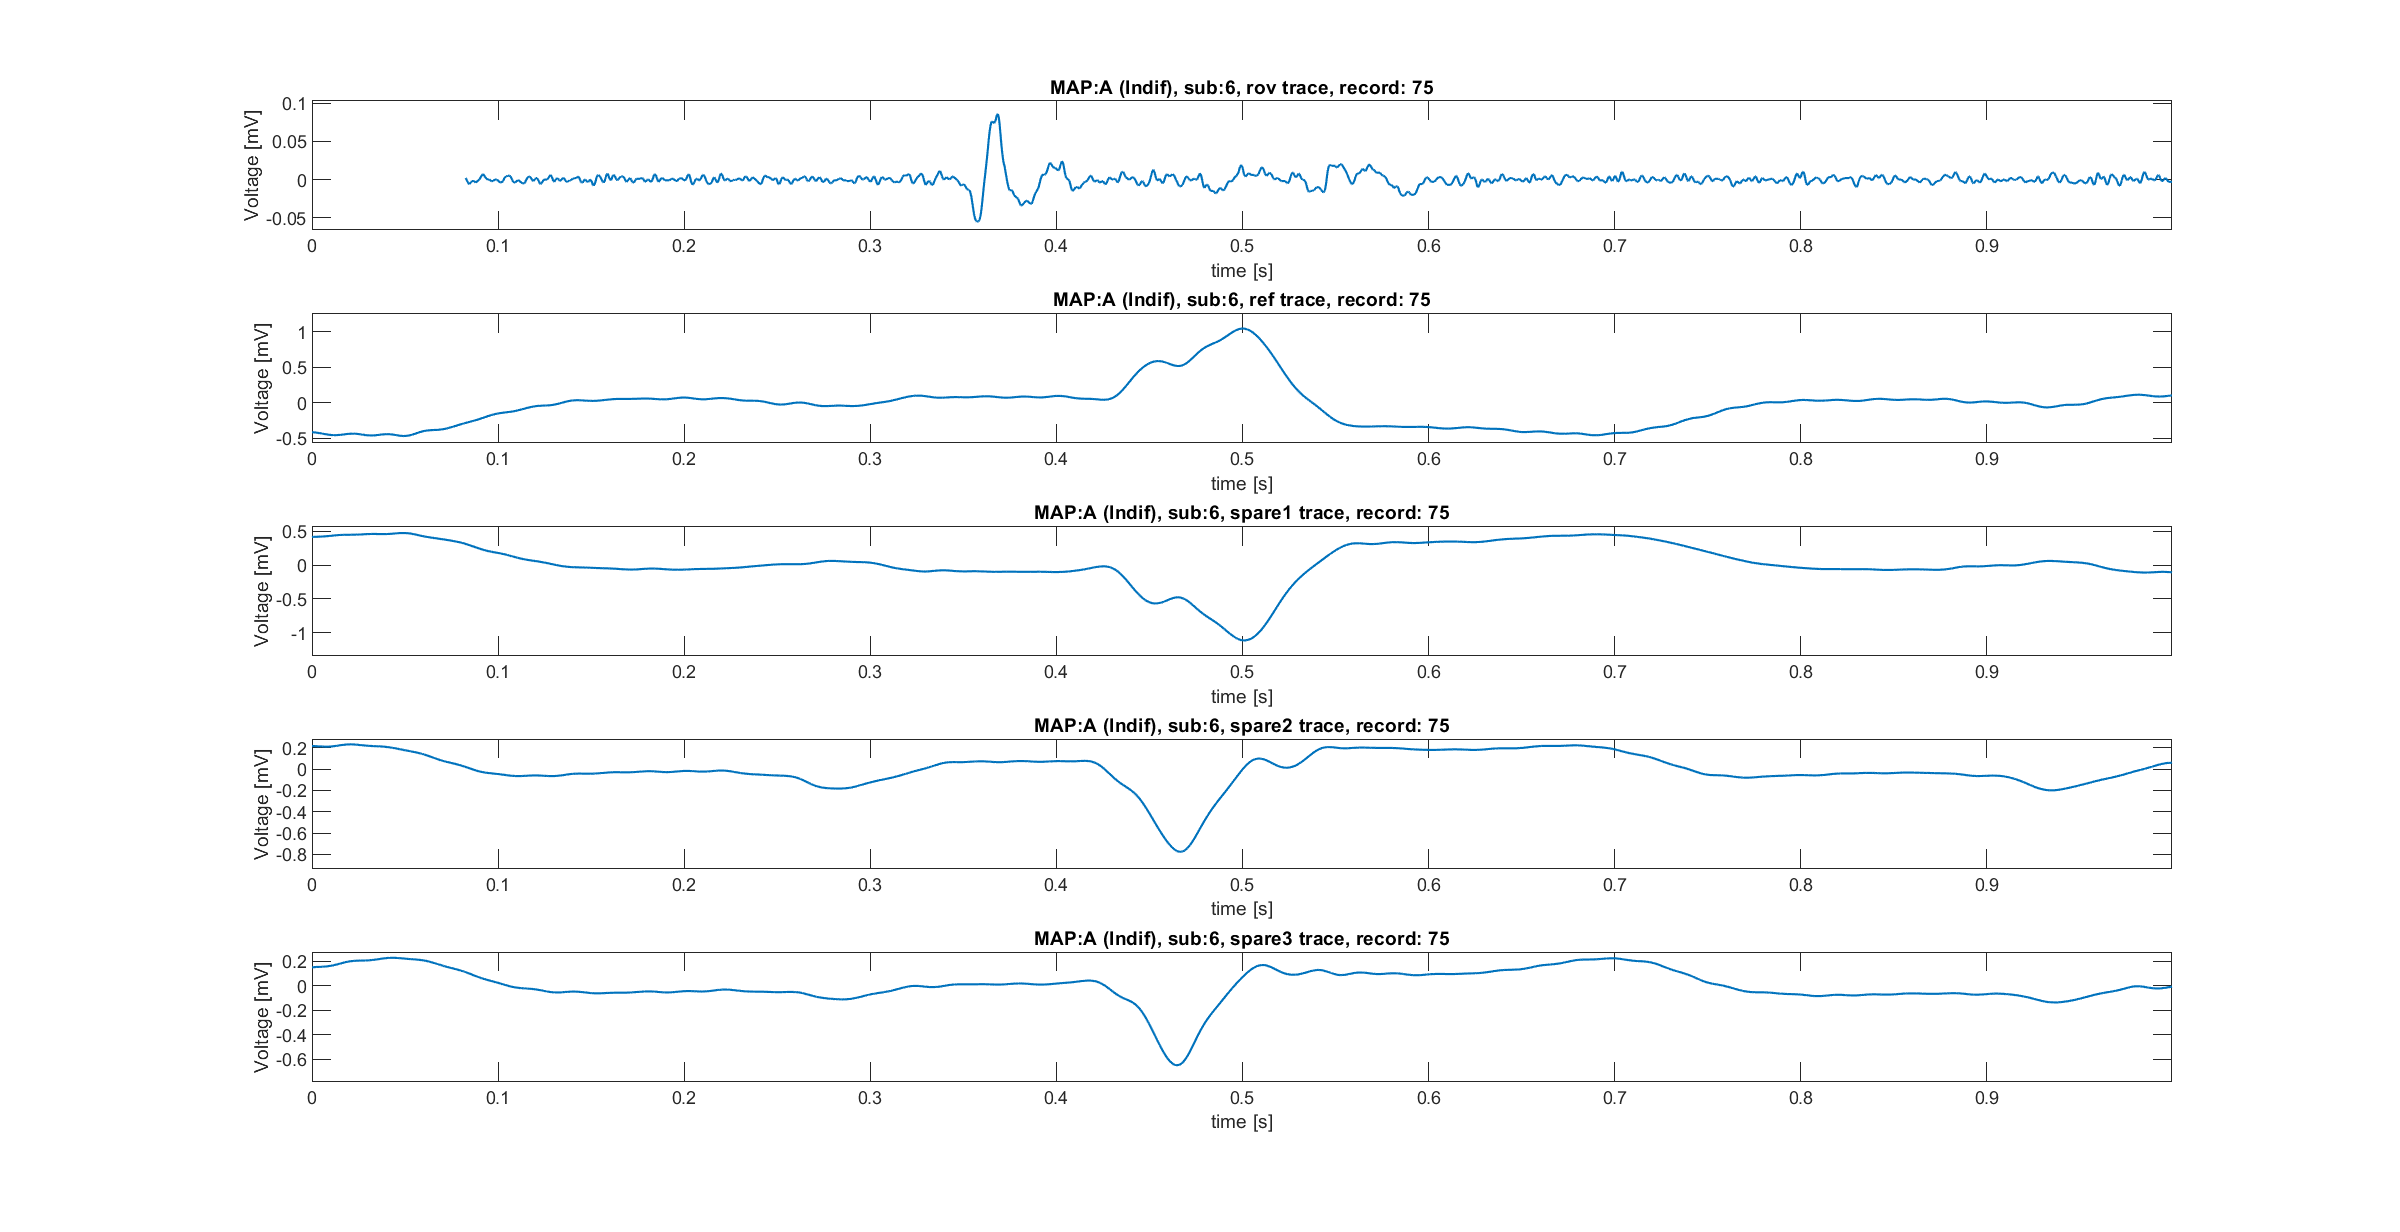 MAP:A (Indif), sub:6, rov trace, record: 75
Voltage [mV]
0.1
0.05
0
-0.05
0 0.1 0.2 0.3 0.4 0.5 0.6 0.7 0.8 0.9
time [s]
MAP:A (Indif), sub:6, ref trace, record: 75
Voltage [mV]
1
0.5
0
-0.5
0 0.1 0.2 0.3 0.4 0.5 0.6 0.7 0.8 0.9
time [s]
MAP:A (Indif), sub:6, spare1 trace, record: 75
Voltage [mV]
0.5
0
-0.5
-1
0 0.1 0.2 0.3 0.4 0.5 0.6 0.7 0.8 0.9
time [s]
MAP:A (Indif), sub:6, spare2 trace, record: 75
Voltage [mV]
0.2
0
-0.2
-0.4
-0.6
-0.8
0 0.1 0.2 0.3 0.4 0.5 0.6 0.7 0.8 0.9
time [s]
MAP:A (Indif), sub:6, spare3 trace, record: 75
Voltage [mV]
0.2
0
-0.2
-0.4
-0.6
0 0.1 0.2 0.3 0.4 0.5 0.6 0.7 0.8 0.9
time [s]